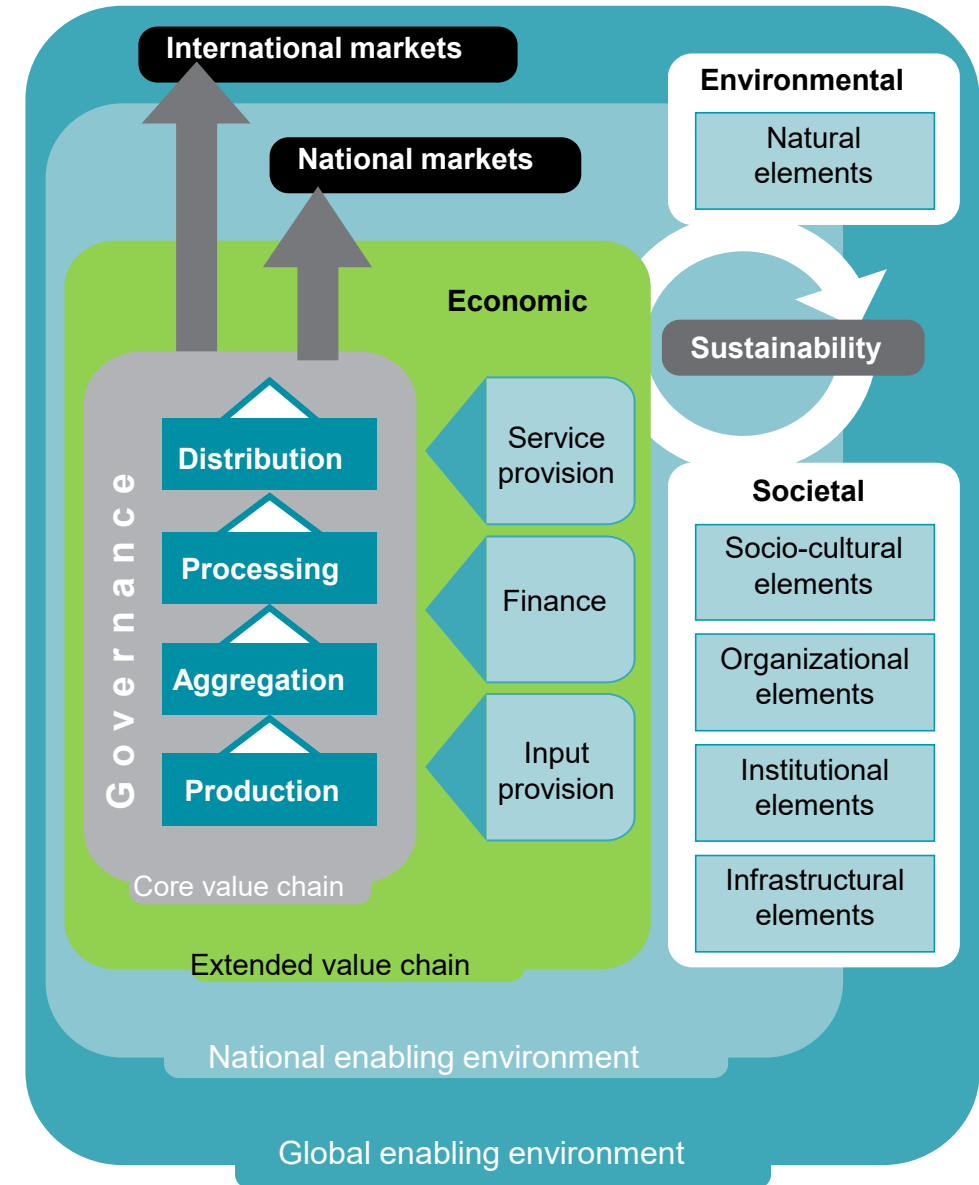 International markets
National markets
Environmental
Natural
elements
Economic
Sustainability
Governance
Distribution
Processing
Aggregation
Production
Service
provision
Finance
Input
provision
Societal
Socio-cultural
elements
Organizational
elements
Institutional
elements
Infrastructural
elements
Core value chain
Extended value chain
National enabling environment
Global enabling environment